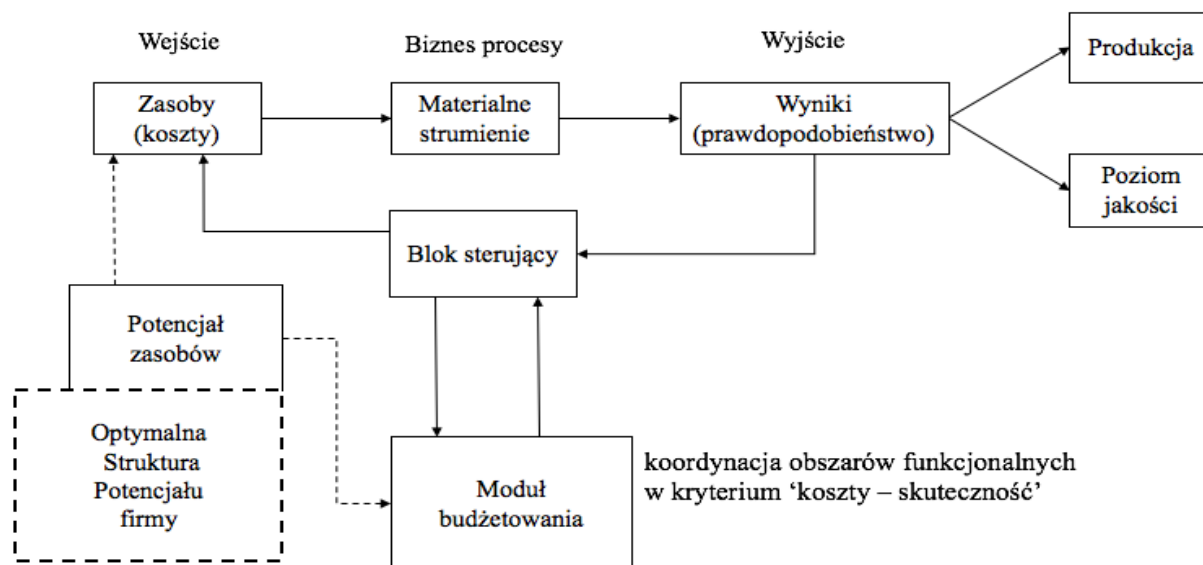 Wejście
Biznes procesy
Wyjście
Produkcja
Zasoby
(koszty)
Materialne
strumienie
Wyniki
(prawdopodobieństwo)
Poziom
jakości
Blok sterujący
Potencjał
zasobów
Optymalna
Struktura
Potencjału
firmy
Moduł
budżetowania
koordynacja obszarów funkcjonalnych
w kryterium ‘koszty – skuteczność’